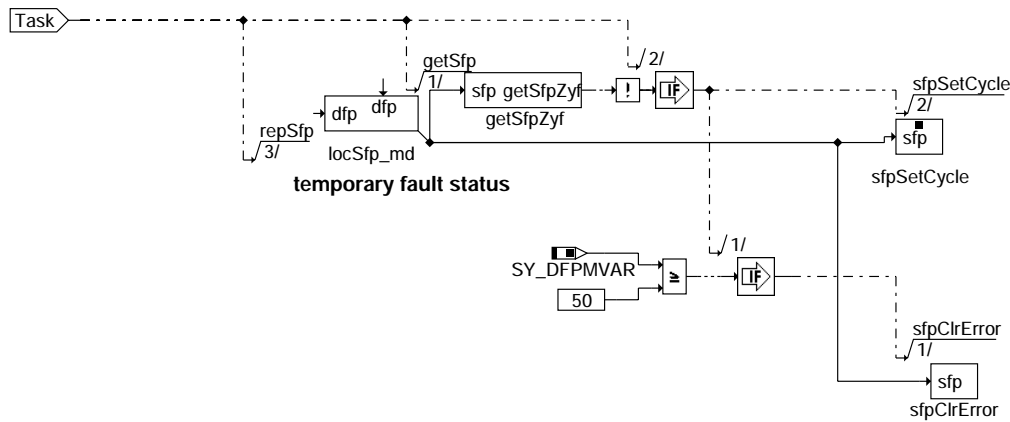 Task
getSfp
1/
2/
sfp getSfpZyf
!
IF
getSfpZyf
sfpSetCycle
2/
sfp
sfpSetCycle
dfp
dfp
repSfp
3/
locSfp_md
temporary fault status
1/
SY_DFPMVAR
≥
IF
50
sfpClrError
1/
sfp
sfpClrError